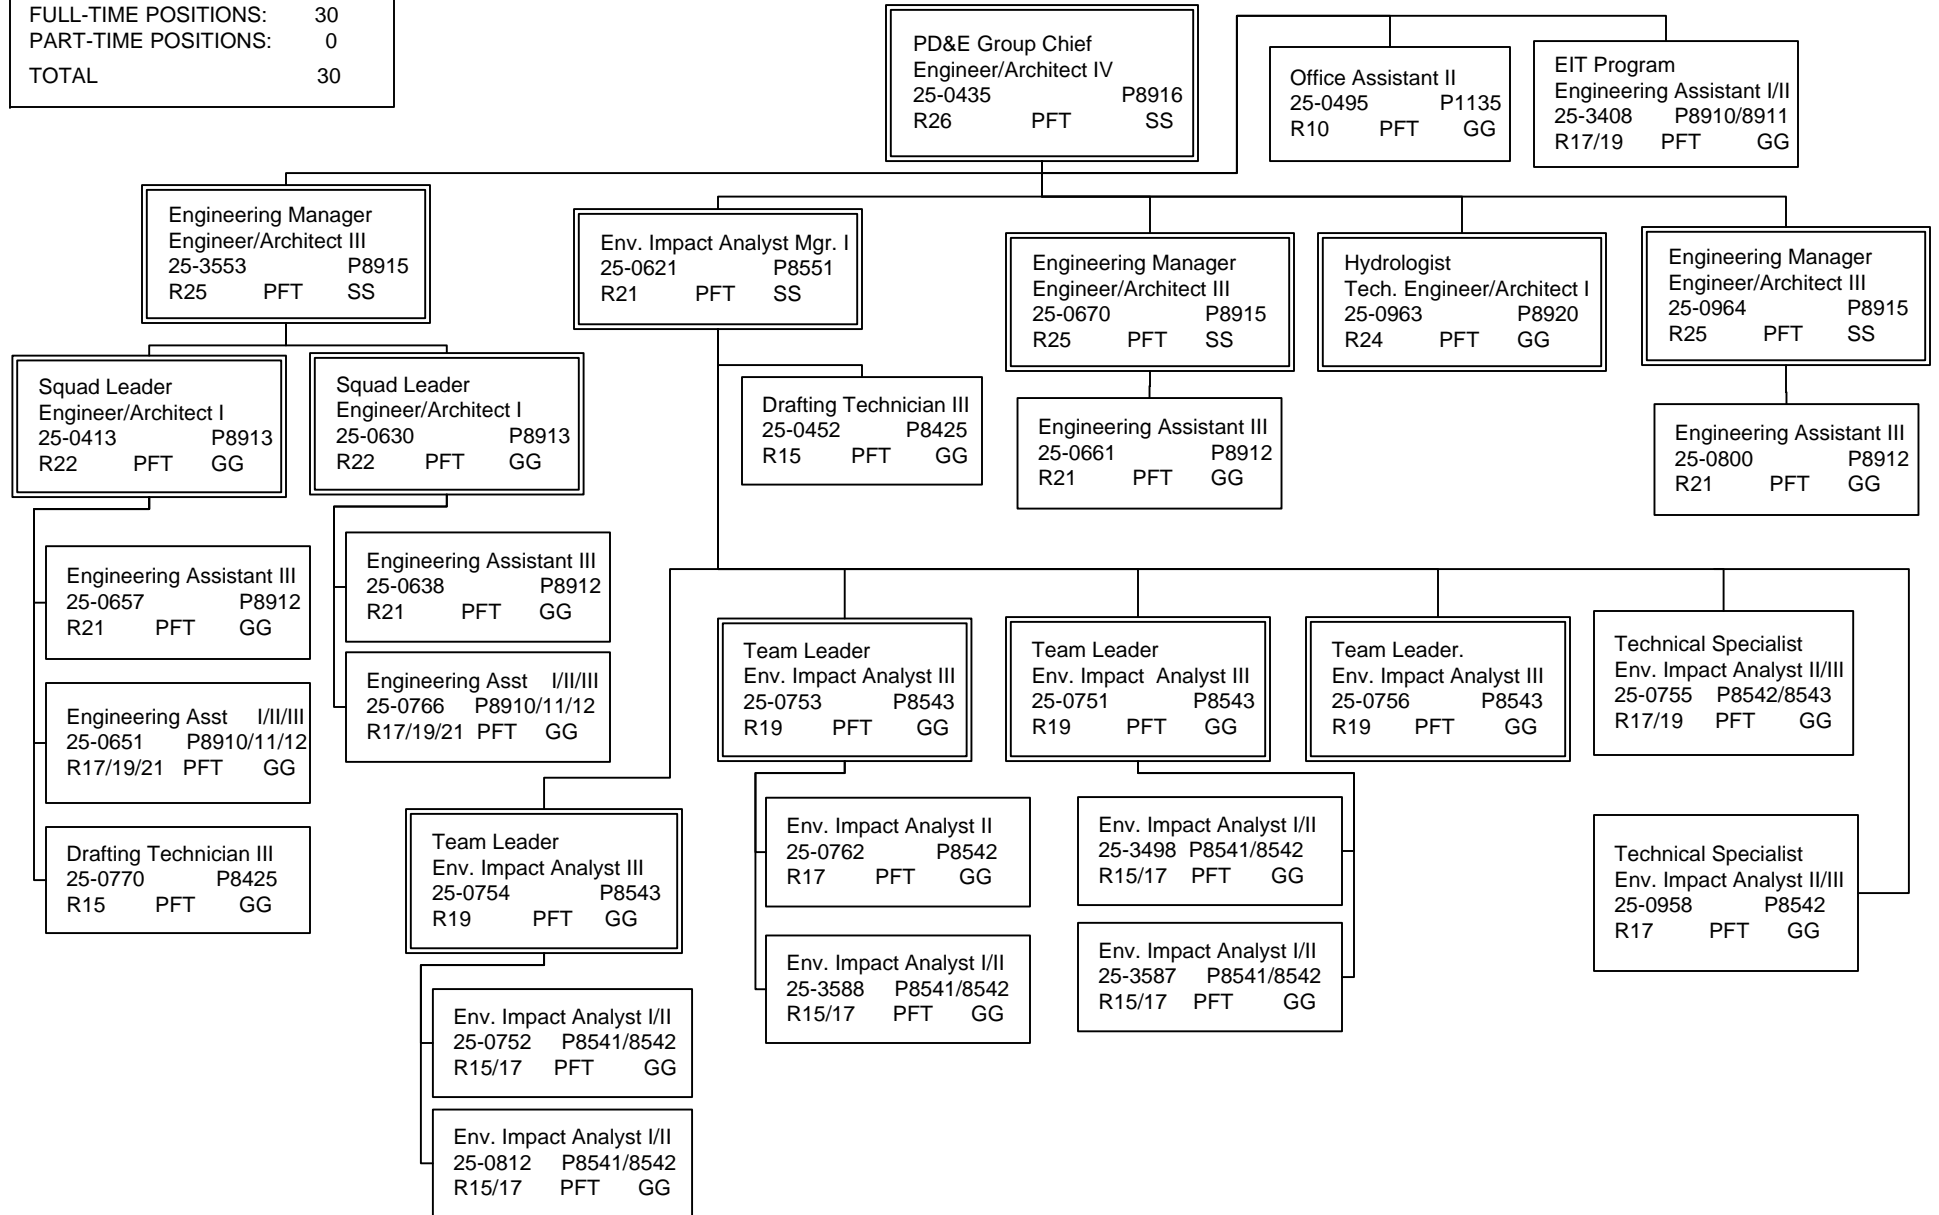 FULL-TIME POSITIONS: 30
PART-TIME POSITIONS: 0
TOTAL 30
PD&E Group Chief
Engineer/Architect IV
25-0435 P8916
R26 PFT SS
Office Assistant II
25-0495 P1135
R10 PFT GG
EIT Program
Engineering Assistant I/II
25-3408 P8910/8911
R17/19 PFT GG
Engineering Manager
Engineer/Architect III
25-3553 P8915
R25 PFT SS
Env. Impact Analyst Mgr. I
25-0621 P8551
R21 PFT SS
Engineering Manager
Engineer/Architect III
25-0670 P8915
R25 PFT SS
Hydrologist
Tech. Engineer/Architect I
25-0963 P8920
R24 PFT GG
Engineering Manager
Engineer/Architect III
25-0964 P8915
R25 PFT SS
Squad Leader
Engineer/Architect I
25-0413 P8913
R22 PFT GG
Squad Leader
Engineer/Architect I
25-0630 P8913
R22 PFT GG
Drafting Technician III
25-0452 P8425
R15 PFT GG
Engineering Assistant III
25-0661 P8912
R21 PFT GG
Engineering Assistant III
25-0800 P8912
R21 PFT GG
Engineering Assistant III
25-0657 P8912
R21 PFT GG
Engineering Assistant III
25-0638 P8912
R21 PFT GG
Engineering Asst I/II/III
25-0651 P8910/11/12
R17/19/21 PFT GG
Engineering Asst I/II/III
25-0766 P8910/11/12
R17/19/21 PFT GG
Drafting Technician III
25-0770 P8425
R15 PFT GG
Team Leader
Env. Impact Analyst III
25-0753 P8543
R19 PFT GG
Team Leader
Env. Impact Analyst III
25-0751 P8543
R19 PFT GG
Team Leader.
Env. Impact Analyst III
25-0756 P8543
R19 PFT GG
Technical Specialist
Env. Impact Analyst II/III
25-0755 P8542/8543
R17/19 PFT GG
Team Leader
Env. Impact Analyst III
25-0754 P8543
R19 PFT GG
Env. Impact Analyst II
25-0762 P8542
R17 PFT GG
Env. Impact Analyst I/II
25-3498 P8541/8542
R15/17 PFT GG
Technical Specialist
Env. Impact Analyst II/III
25-0958 P8542
R17 PFT GG
Env. Impact Analyst I/II
25-3588 P8541/8542
R15/17 PFT GG
Env. Impact Analyst I/II
25-3587 P8541/8542
R15/17 PFT GG
Env. Impact Analyst I/II
25-0752 P8541/8542
R15/17 PFT GG
Env. Impact Analyst I/II
25-0812 P8541/8542
R15/17 PFT GG